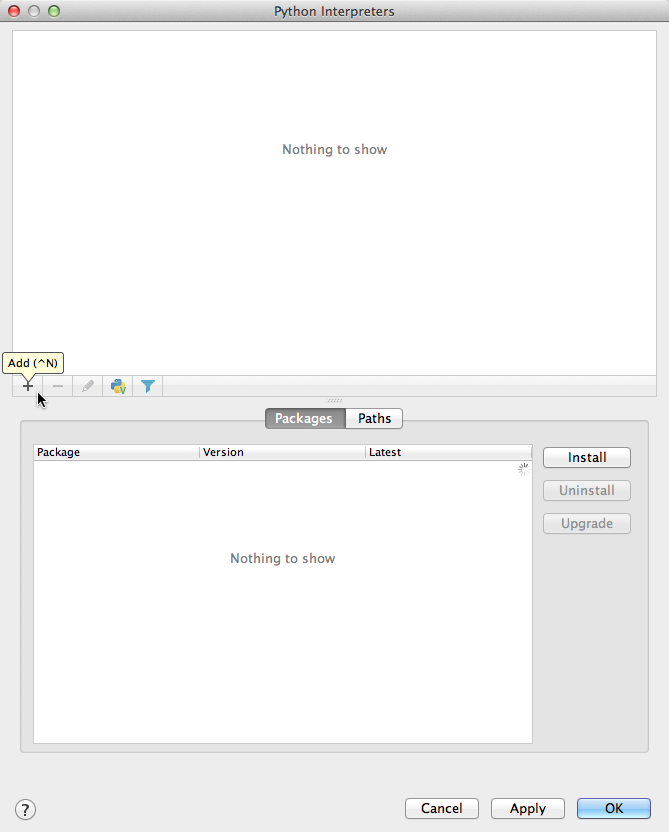 Python Interpreters
Nothing to show
Add (^N)
Packages Paths
Package Version Latest
Install
Uninstall
Upgrade
Nothing to show
? Cancel Apply OK